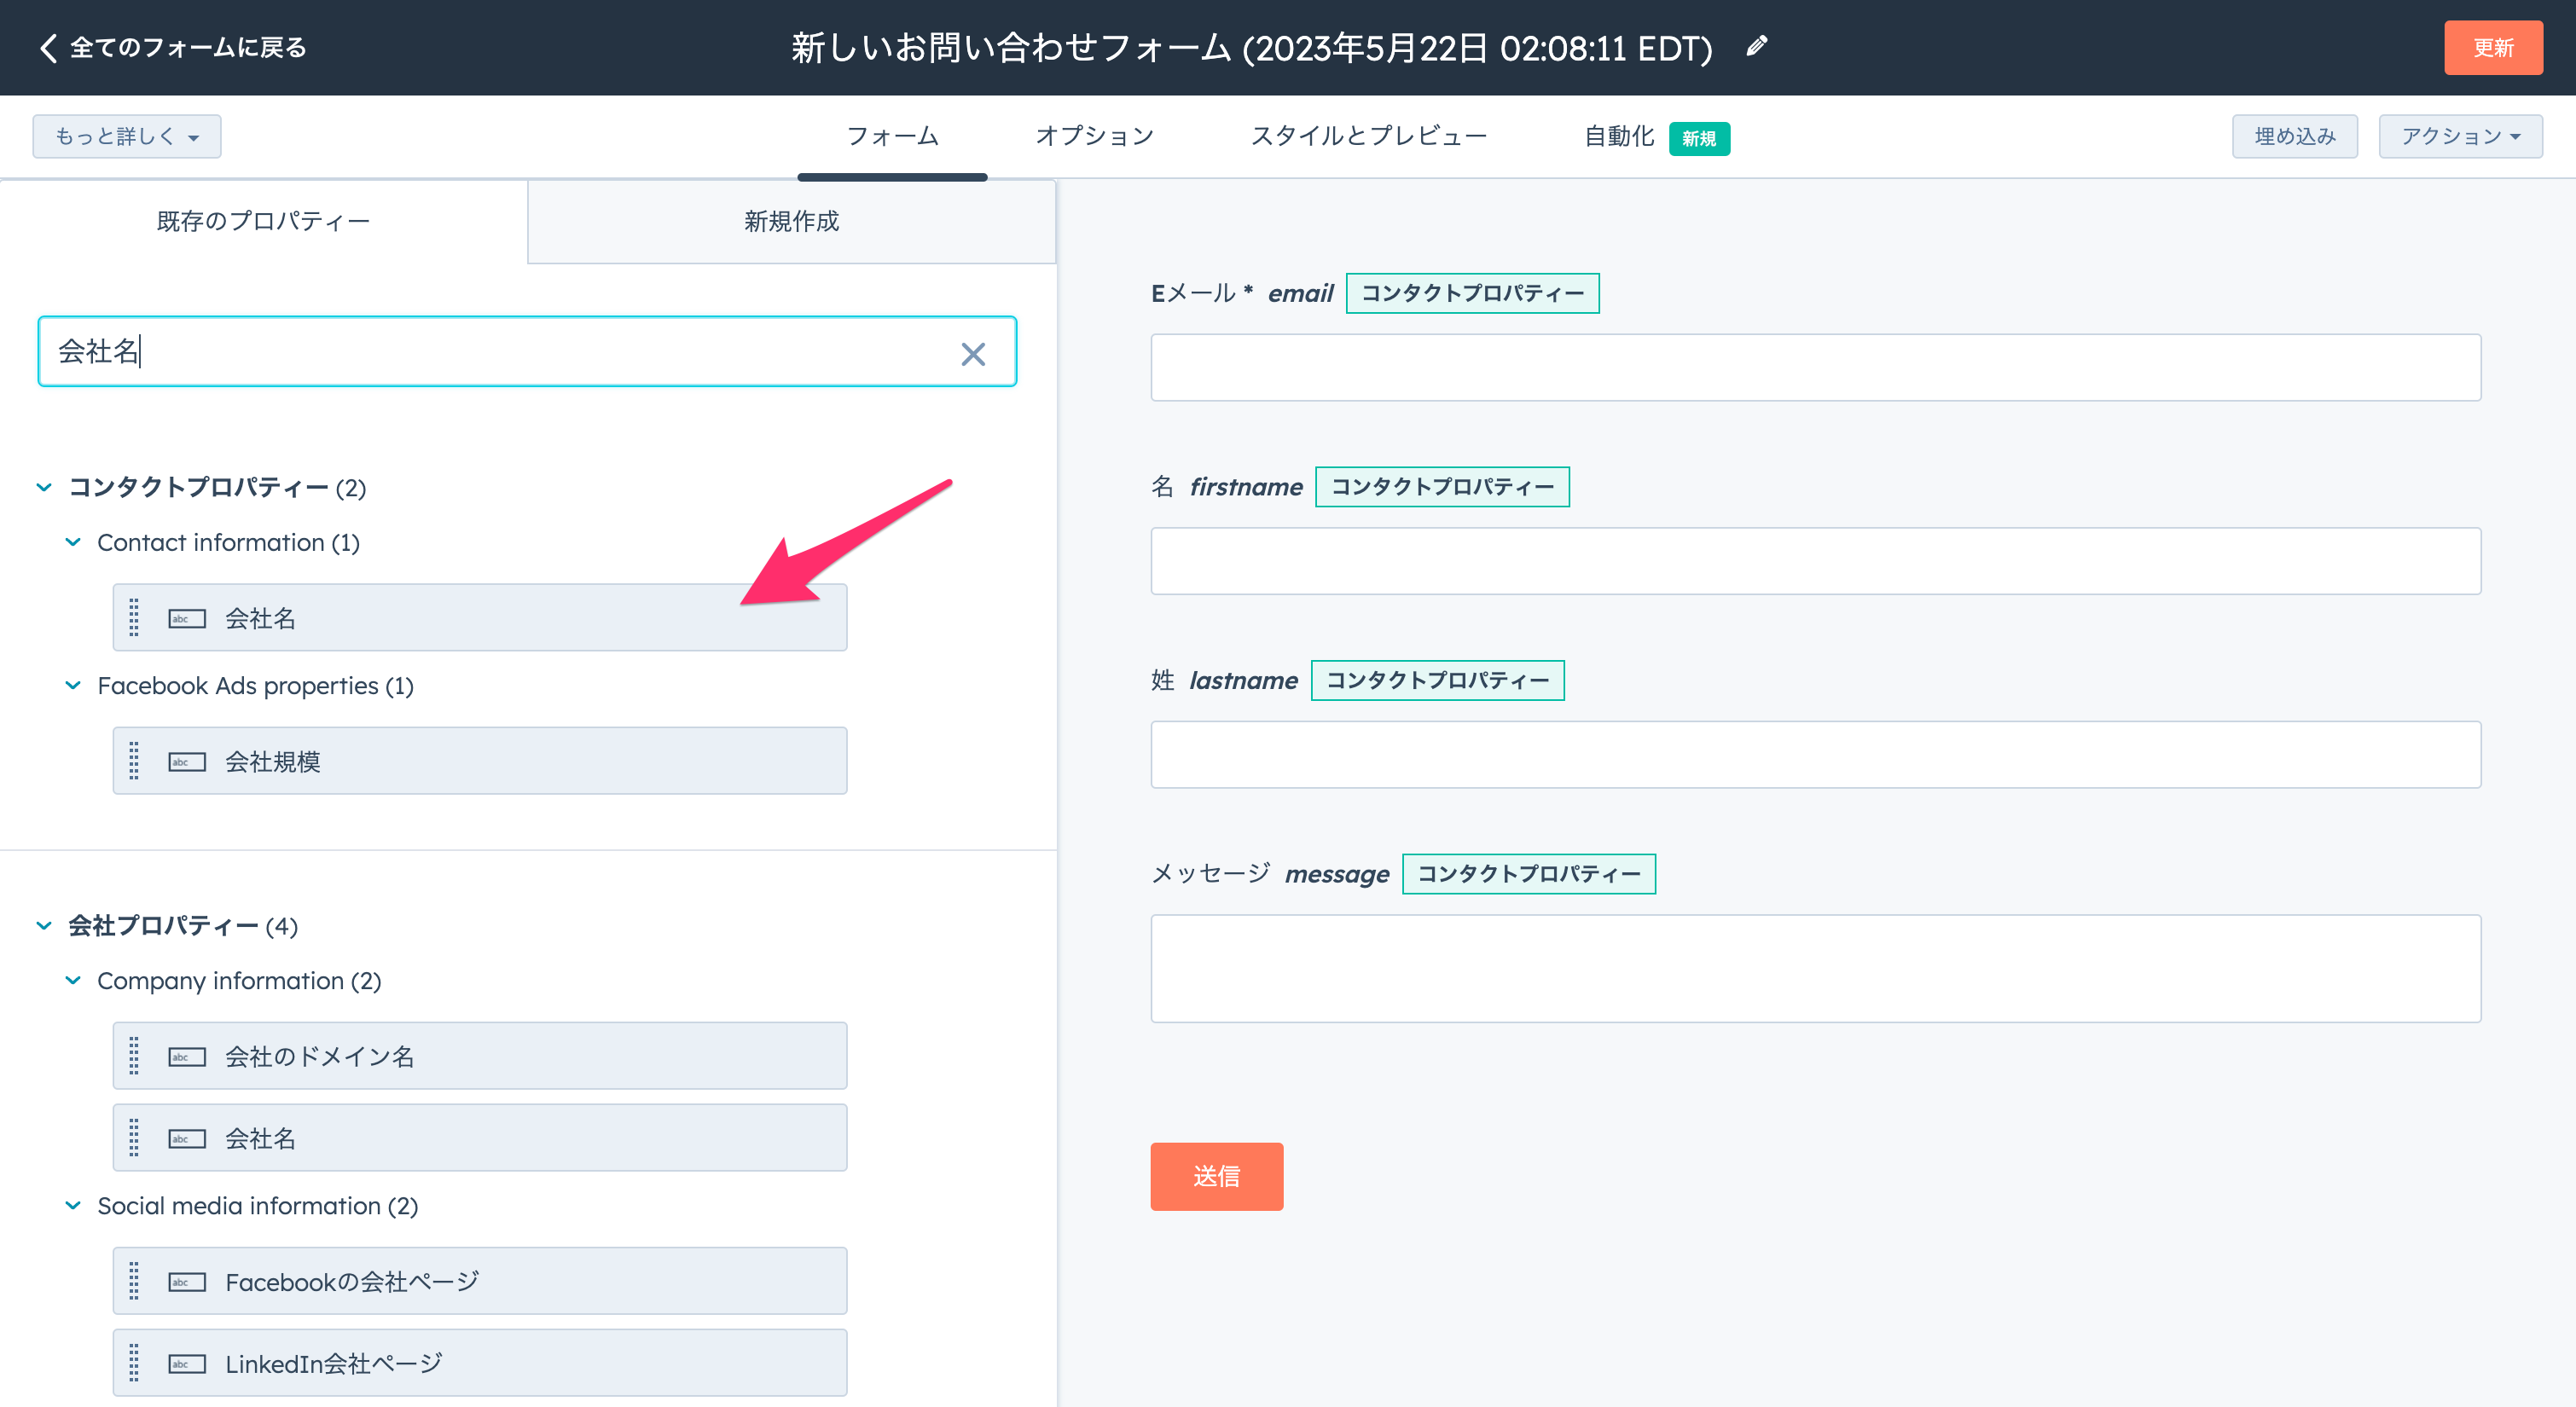 全てのフォームに戻る
新しいお問い合わせフォーム (2023年5月22日 02:08:11 EDT)
更新
もっと詳しく
フォーム
オプション
スタイルとプレビュー
自動化 新規
埋め込み
アクション
既存のプロパティー
新規作成
会社名
コンタクトプロパティー (2)
Contact information (1)
abc 会社名
Facebook Ads properties (1)
abc 会社規模
会社プロパティー (4)
Company information (2)
abc 会社のドメイン名
abc 会社名
Social media information (2)
abc Facebookの会社ページ
abc LinkedIn会社ページ
Eメール * email コンタクトプロパティー
名 firstname コンタクトプロパティー
姓 lastname コンタクトプロパティー
メッセージ message コンタクトプロパティー
送信